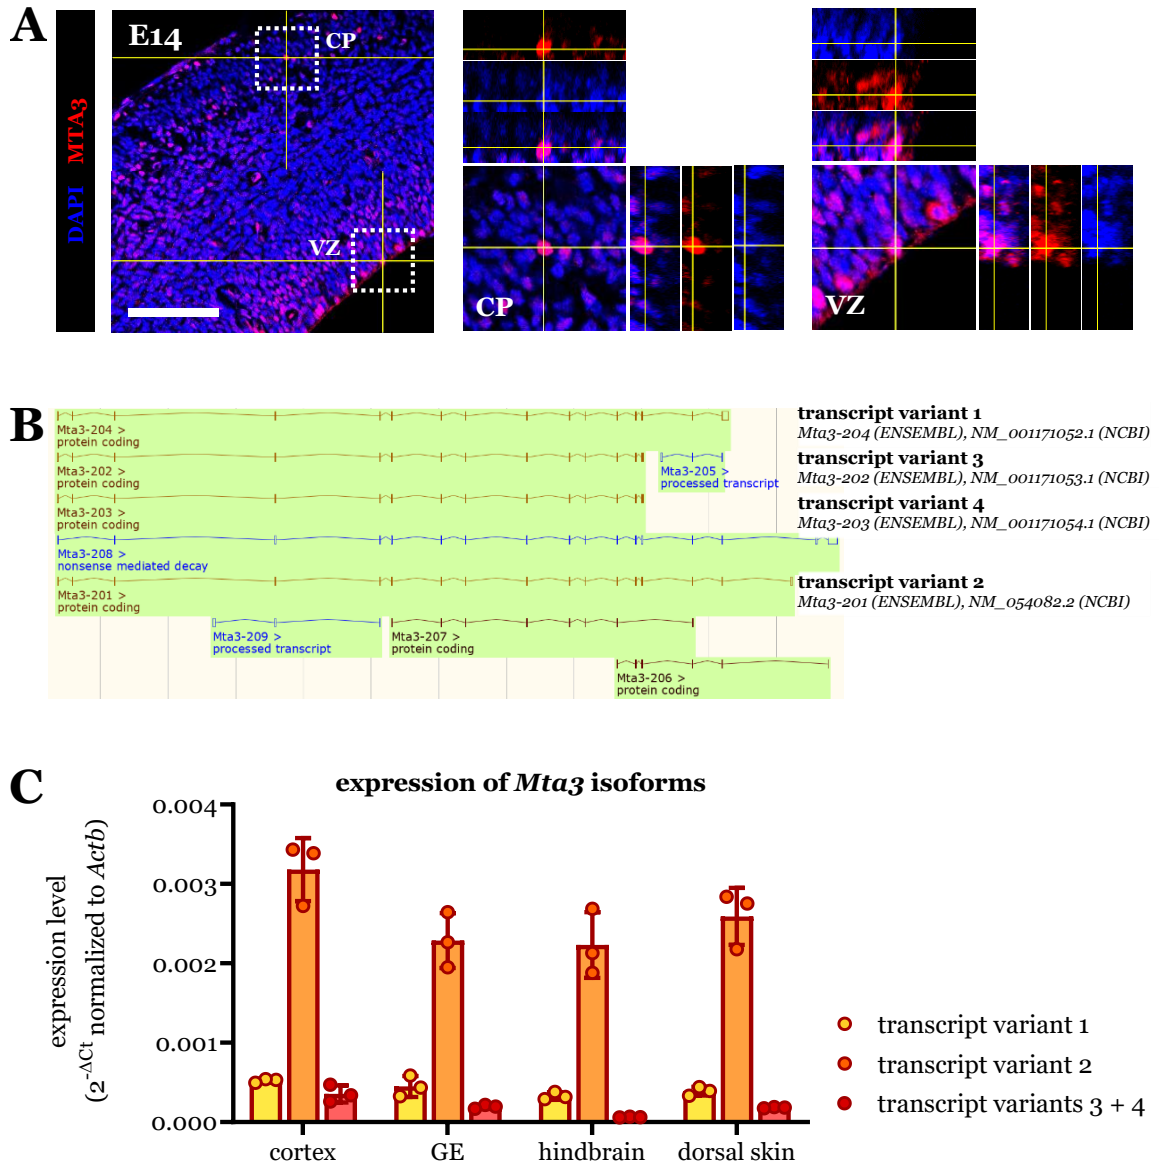 A
DAPI MTA3
E14
CP
VZ
CP
VZ
B
Mta3-204 >
protein coding
transcript variant 1
Mta3-204 (ENSEMBL), NM_001171052.1 (NCBI)
Mta3-202 >
protein coding
Mta3-205 >
processed transcript
transcript variant 3
Mta3-202 (ENSEMBL), NM_001171053.1 (NCBI)
Mta3-203 >
protein coding
transcript variant 4
Mta3-203 (ENSEMBL), NM_001171054.1 (NCBI)
Mta3-208 >
nonsense mediated decay
Mta3-201 >
protein coding
transcript variant 2
Mta3-201 (ENSEMBL), NM_054082.2 (NCBI)
Mta3-209 >
processed transcript
Mta3-207 >
protein coding
Mta3-206 >
protein coding
C
expression of Mta3 isoforms
expression level
(2^-ΔCt normalized to Actb)
0.004
0.003
0.002
0.001
0.000
cortex
GE
hindbrain
dorsal skin
transcript variant 1
transcript variant 2
transcript variants 3 + 4